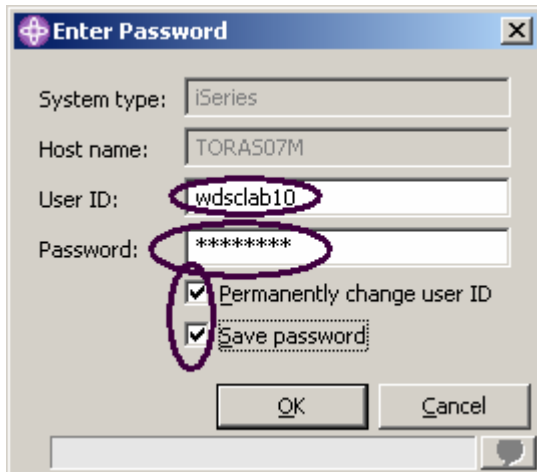 Enter Password
System type: iSeries
Host name: TORAS07M
User ID: wdsclab10
Password: ********
Permanently change user ID
Save password
OK Cancel